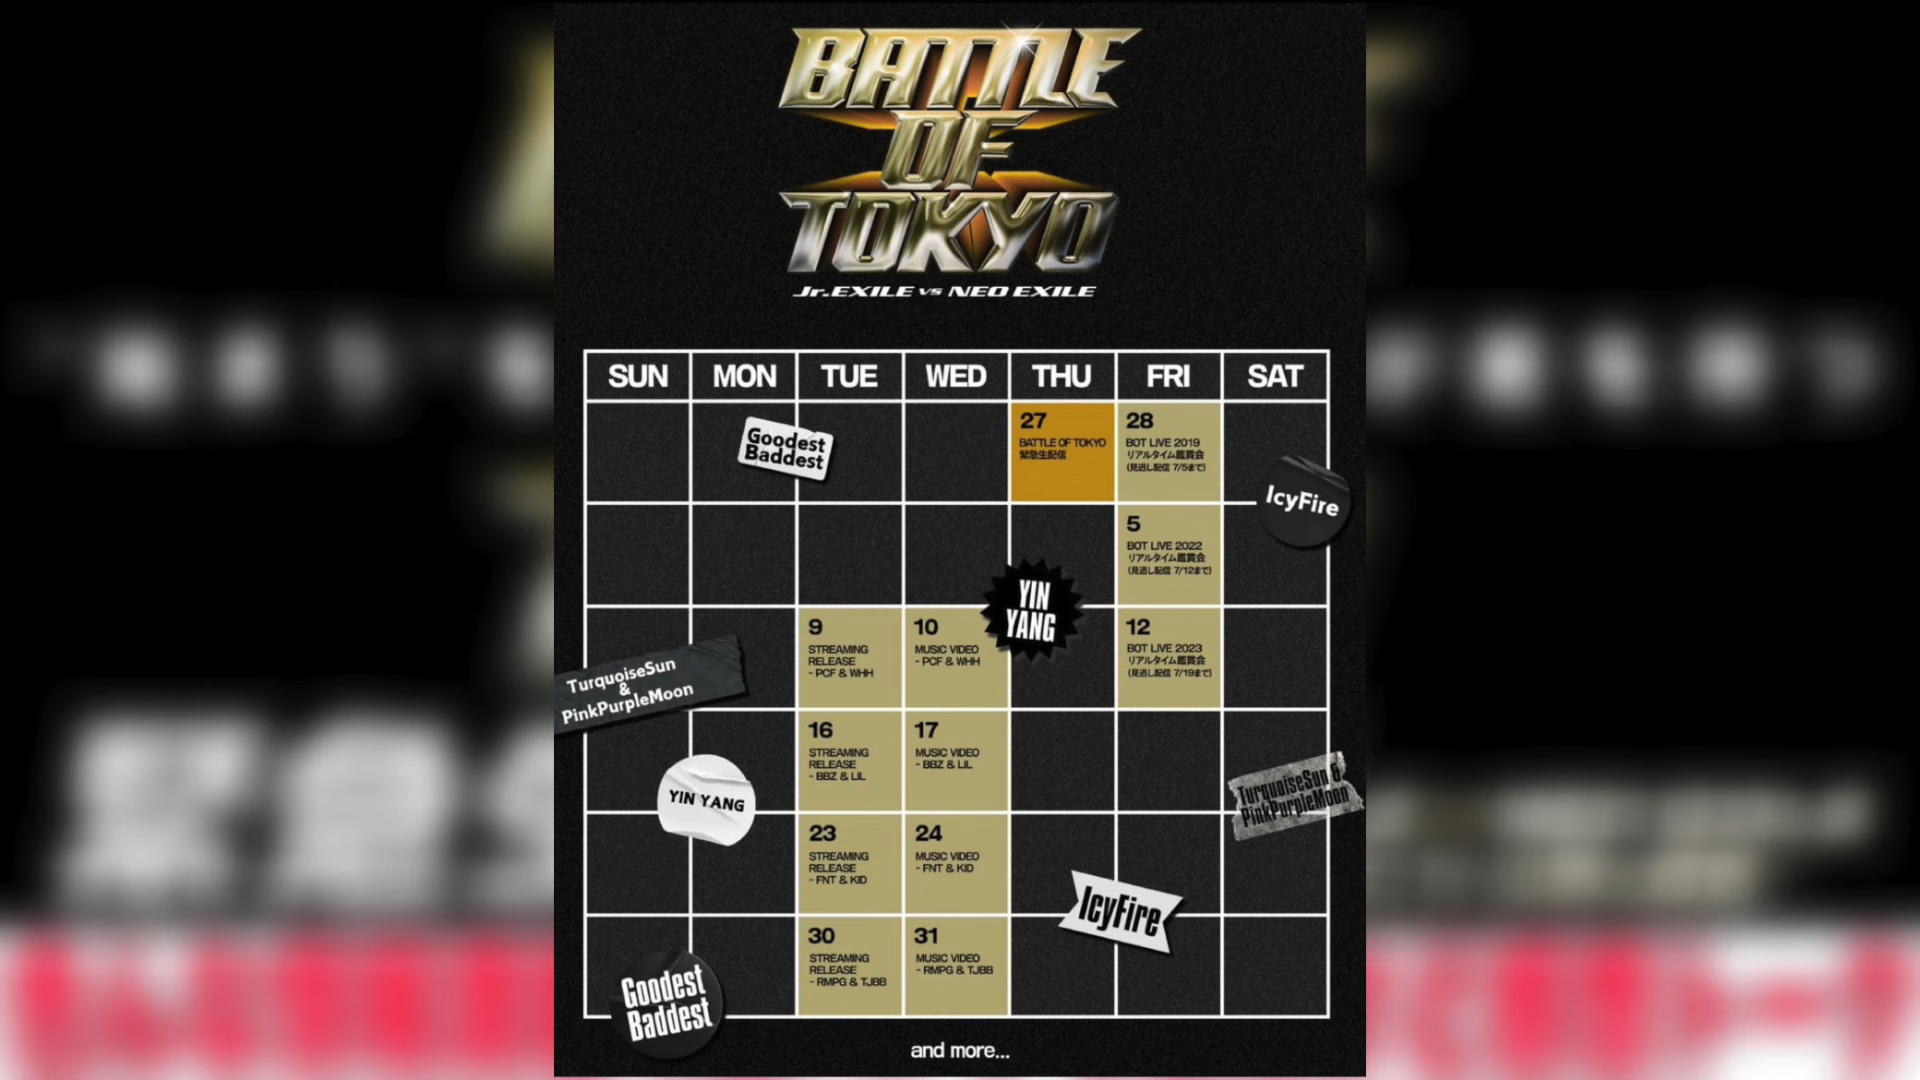 BATTLE
OF
TOKYO
Jr.EXILE VS NEO EXILE
SUN MON TUE WED THU FRI SAT
Goodest
Baddest
27
BATTLE OF TOKYO
緊急生配信
28
BOT LIVE 2019
リアルタイム鑑賞会
(見逃し配信 7/5まで)
IcyFire
5
BOT LIVE 2022
リアルタイム鑑賞会
(見逃し配信 7/12まで)
YIN
YANG
TurquoiseSun
&
PinkPurpleMoon
9
STREAMING
RELEASE
- PCF & WHH
10
MUSIC VIDEO
- PCF & WHH
12
BOT LIVE 2023
リアルタイム鑑賞会
(見逃し配信 7/19まで)
YIN YANG
16
STREAMING
RELEASE
- BBZ & LIL
17
MUSIC VIDEO
- BBZ & LIL
TurquoiseSun &
PinkPurpleMoon
23
STREAMING
RELEASE
- FNT & KID
24
MUSIC VIDEO
- FNT & KID
IcyFire
Goodest
Baddest
30
STREAMING
RELEASE
- RMPG & TJBB
31
MUSIC VIDEO
- RMPG & TJBB
and more...